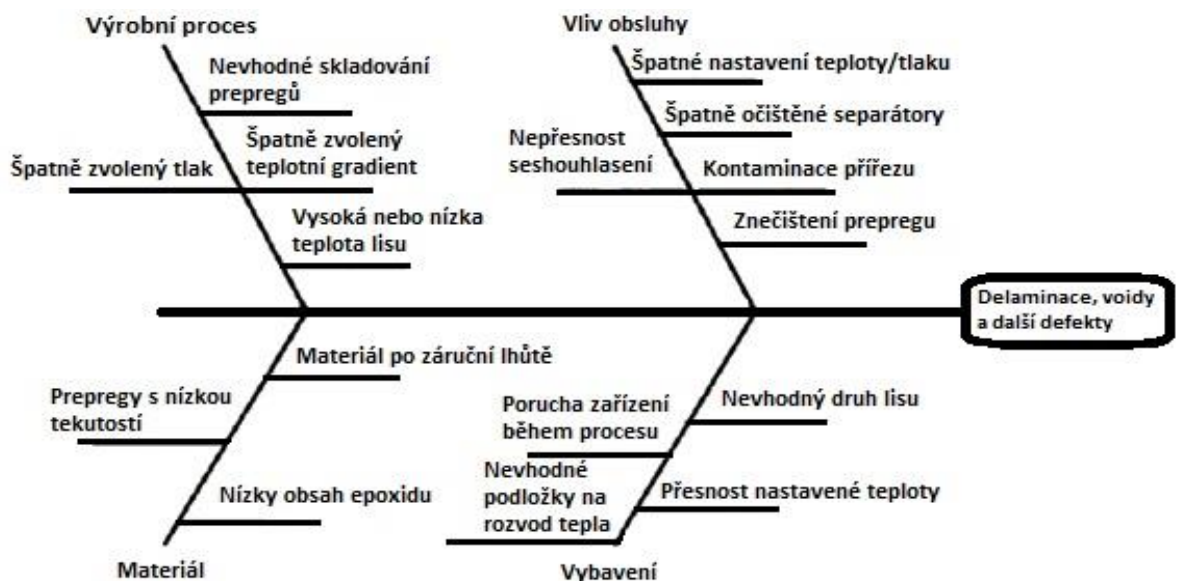 Výrobní proces
Nevhodné skladování
prepregů
Špatně zvolený tlak
Špatně zvolený
teplotní gradient
Vysoká nebo nízka
teplota lisu
Vliv obsluhy
Špatné nastavení teploty/tlaku
Špatně očištěné separátory
Nepřesnost
seshouhlasení
Kontaminace přířezu
Znečištení prepregu
Delaminace, voidy
a další defekty
Materiál po záruční lhůtě
Prepregy s nízkou
tekutostí
Nízky obsah epoxidu
Materiál
Nevhodný druh lisu
Porucha zařízení
během procesu
Nevhodné
podložky na
rozvod tepla
Přesnost nastavené teploty
Vybavení